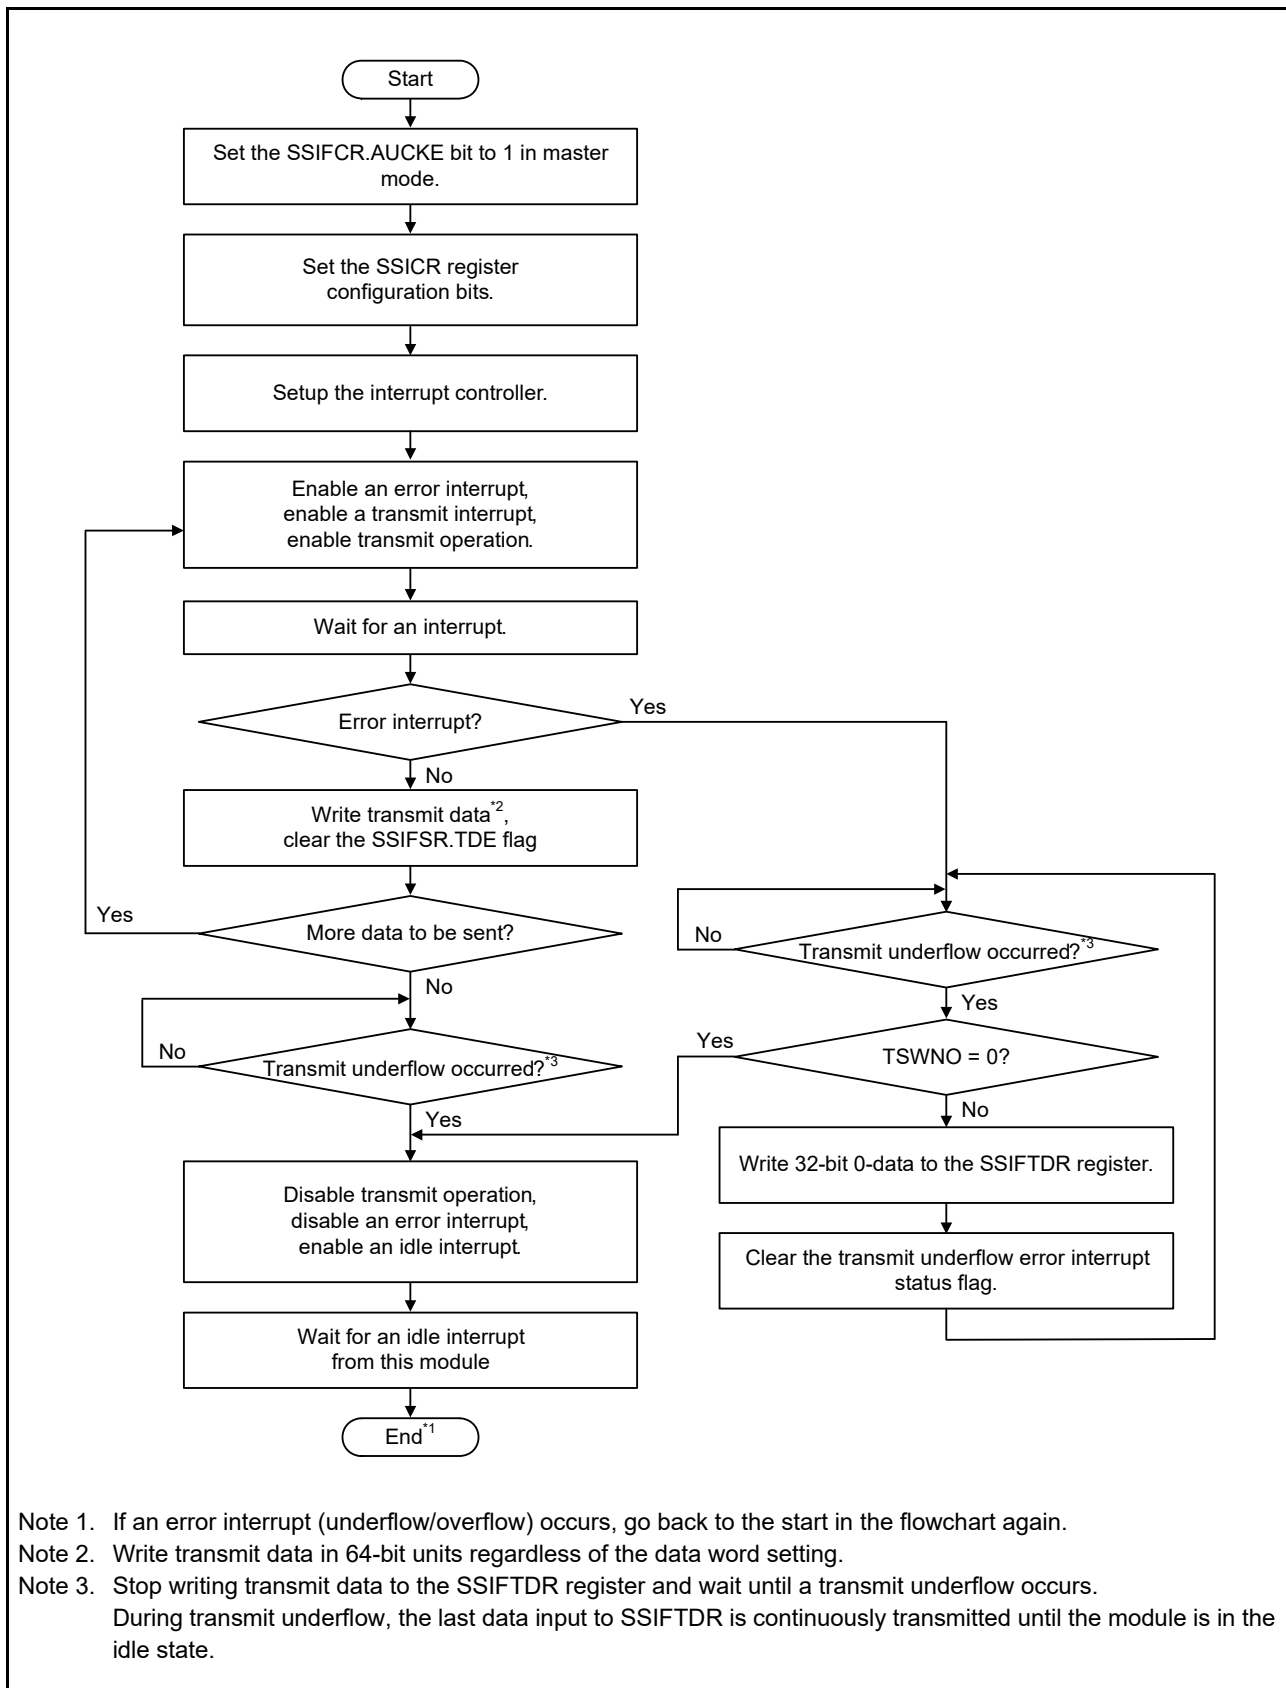 Start
Set the SSIFCR.AUCKE bit to 1 in master
mode.
Set the SSICR register
configuration bits.
Setup the interrupt controller.
Enable an error interrupt,
enable a transmit interrupt,
enable transmit operation.
Wait for an interrupt.
Error interrupt?
Yes
No
Write transmit data*2,
clear the SSIFSR.TDE flag
More data to be sent?
Yes
No
Transmit underflow occurred?*3
No
Yes
Transmit underflow occurred?*3
No
Yes
TSWNO = 0?
Yes
No
Write 32-bit 0-data to the SSIFTDR register.
Clear the transmit underflow error interrupt
status flag.
Disable transmit operation,
disable an error interrupt,
enable an idle interrupt.
Wait for an idle interrupt
from this module
End*1
Note 1. If an error interrupt (underflow/overflow) occurs, go back to the start in the flowchart again.
Note 2. Write transmit data in 64-bit units regardless of the data word setting.
Note 3. Stop writing transmit data to the SSIFTDR register and wait until a transmit underflow occurs.
During transmit underflow, the last data input to SSIFTDR is continuously transmitted until the module is in the
idle state.